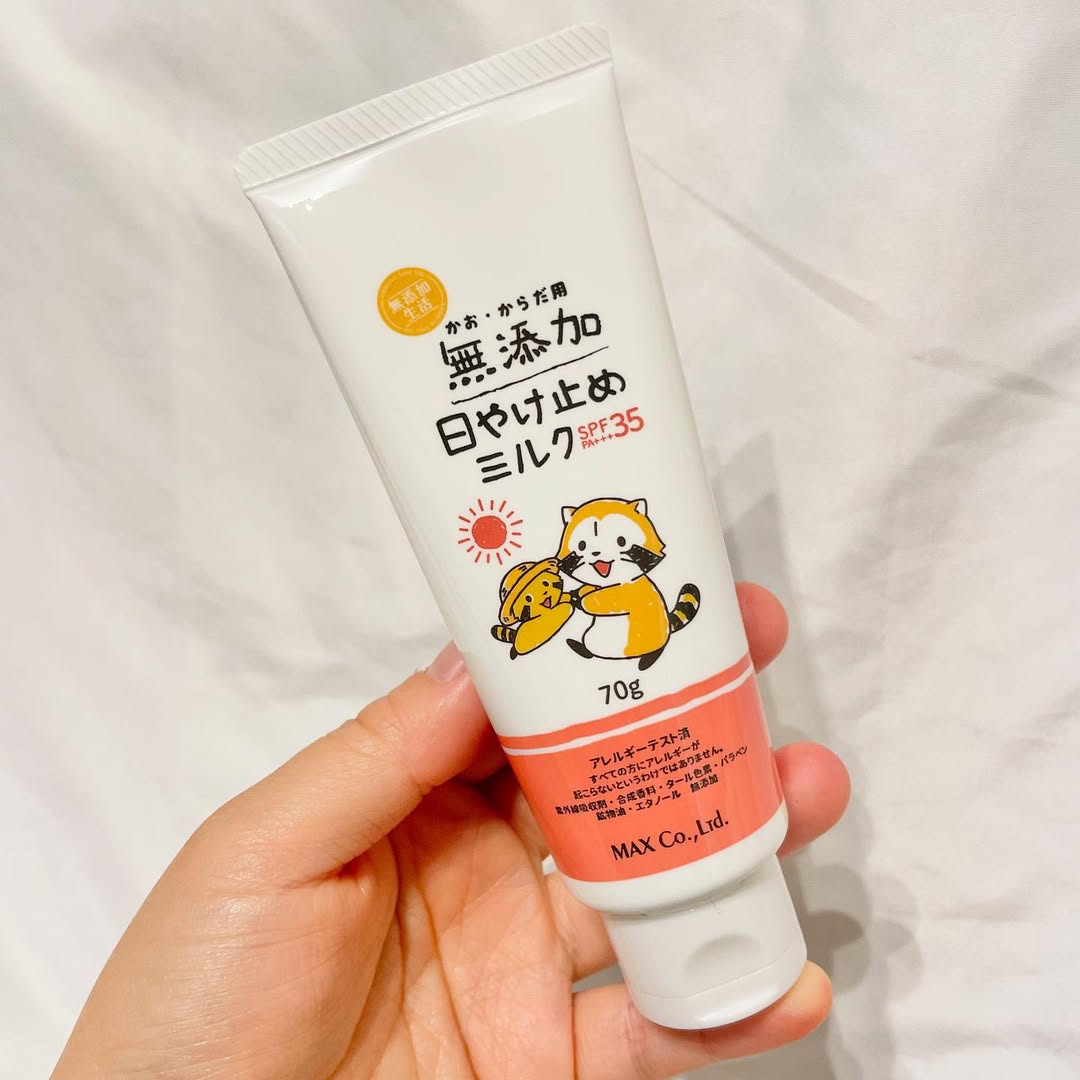 無添加
生活
かお・からだ用
無添加
日やけ止め
ミルク SPF35
PA+++
70g
アレルギーテスト済
すべての方にアレルギーが
起こらないというわけではありません。
紫外線吸収剤・合成香料・タール色素・パラベン
鉱物油・エタノール 無添加
MAX Co.,Ltd.